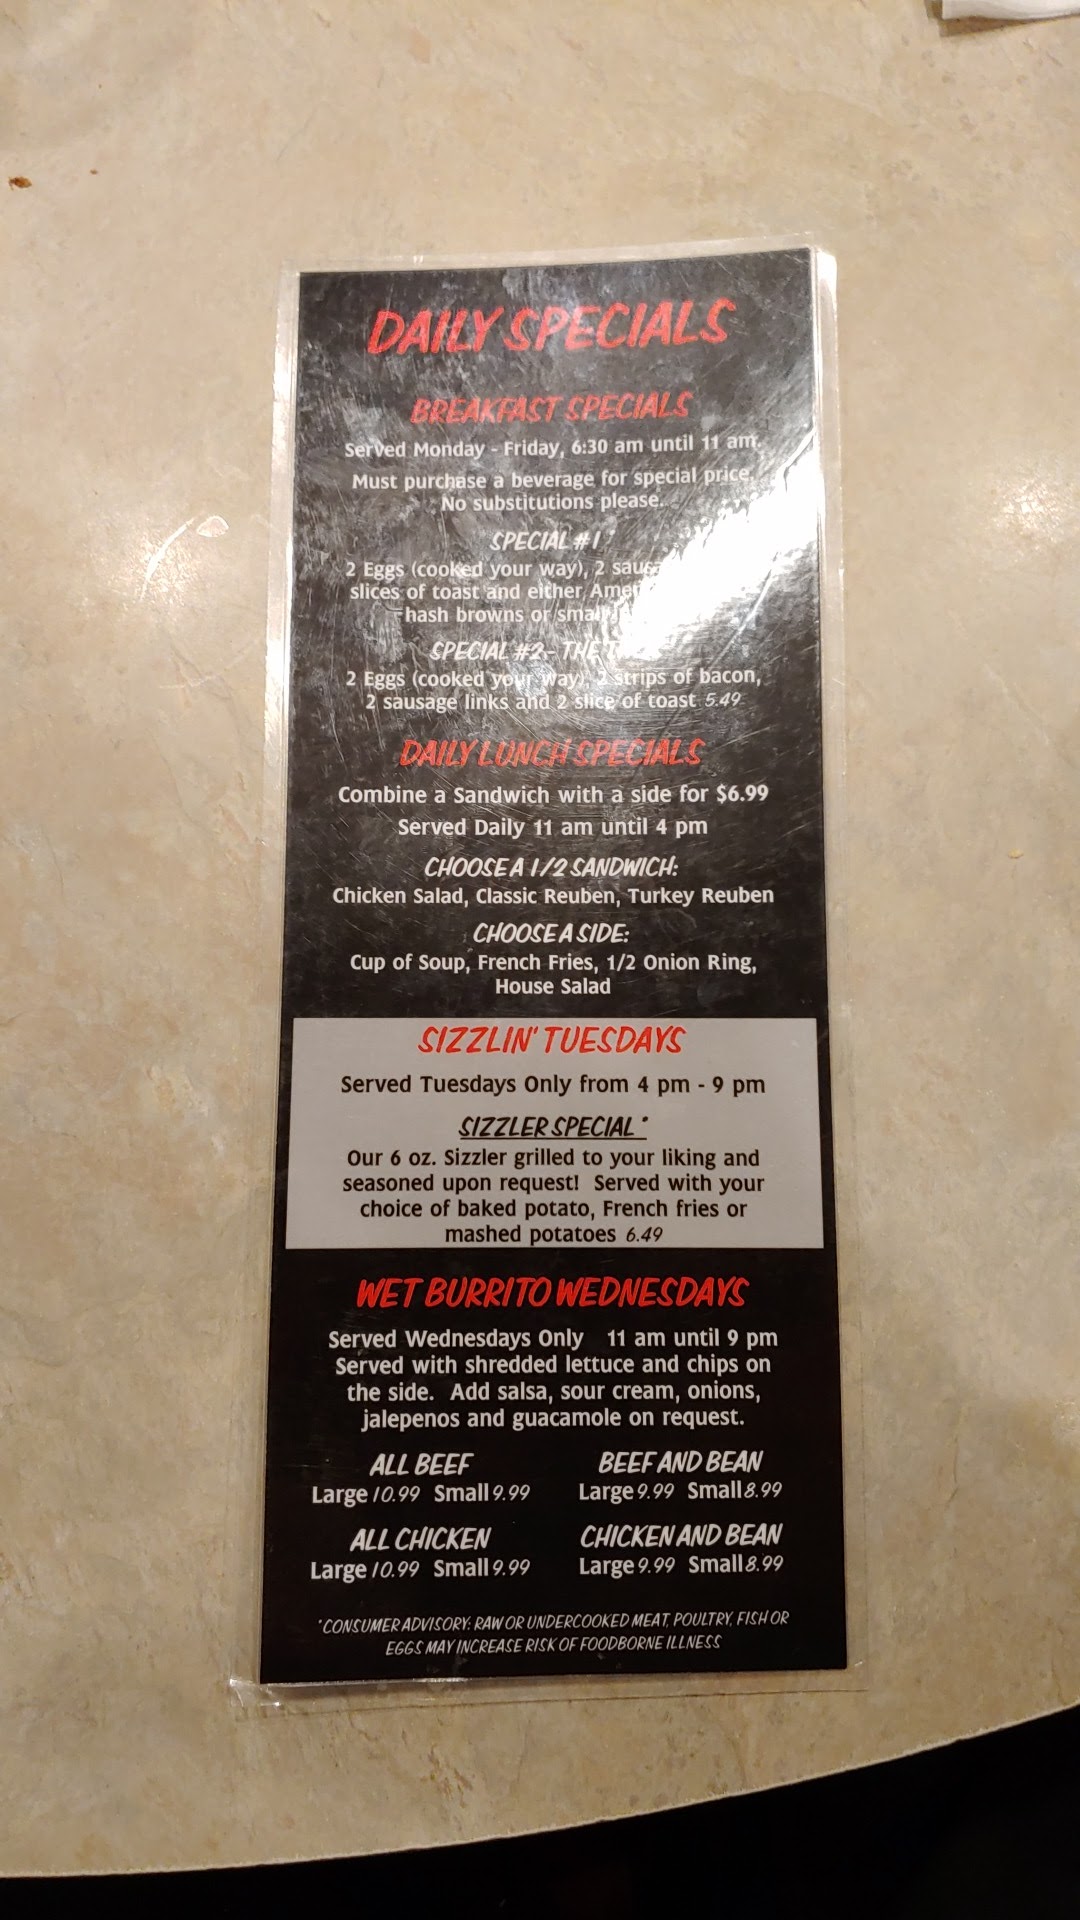 DAILY SPECIALS
BREAKFAST SPECIALS
Served Monday - Friday, 6:30 am until 11 am.
Must purchase a beverage for special price.
No substitutions please.
SPECIAL #1 *
2 Eggs (cooked your way), 2
slices of toast and either
hash browns or
SPECIAL #2 - THE
2 Eggs (cooked your way), 2 strips of bacon,
2 sausage links and 2 slice of toast 5.49
DAILY LUNCH SPECIALS
Combine a Sandwich with a side for $6.99
Served Daily 11 am until 4 pm
CHOOSE A 1/2 SANDWICH:
Chicken Salad, Classic Reuben, Turkey Reuben
CHOOSE A SIDE:
Cup of Soup, French Fries, 1/2 Onion Ring,
House Salad
SIZZLIN' TUESDAYS
Served Tuesdays Only from 4 pm - 9 pm
SIZZLER SPECIAL *
Our 6 oz. Sizzler grilled to your liking and
seasoned upon request! Served with your
choice of baked potato, French fries or
mashed potatoes 6.49
WET BURRITO WEDNESDAYS
Served Wednesdays Only 11 am until 9 pm
Served with shredded lettuce and chips on
the side. Add salsa, sour cream, onions,
jalepenos and guacamole on request.
ALL BEEF BEEF AND BEAN
Large 10.99 Small 9.99 Large 9.99 Small 8.99
ALL CHICKEN CHICKEN AND BEAN
Large 10.99 Small 9.99 Large 9.99 Small 8.99
*CONSUMER ADVISORY: RAW OR UNDERCOOKED MEAT, POULTRY, FISH OR
EGGS MAY INCREASE RISK OF FOODBORNE ILLNESS